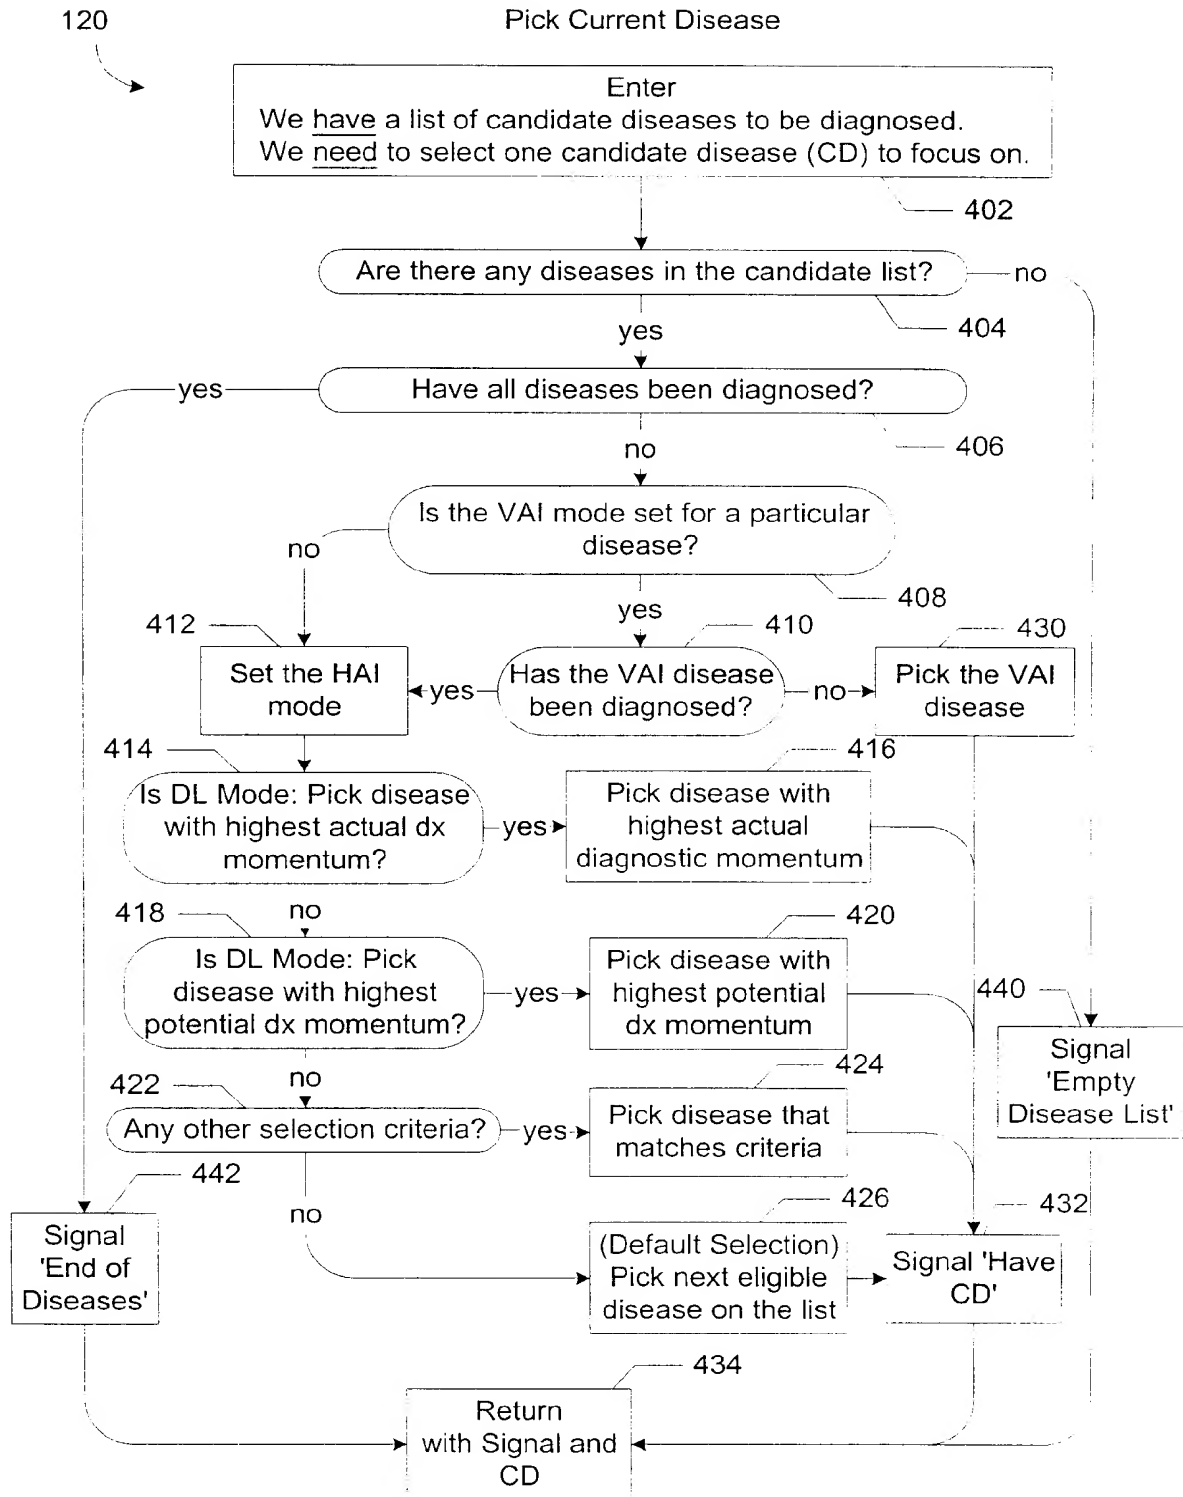 120
Pick Current Disease
Enter
We have a list of candidate diseases to be diagnosed.
We need to select one candidate disease (CD) to focus on.
402
Are there any diseases in the candidate list?
no
404
yes
Have all diseases been diagnosed?
yes
406
no
Is the VAI mode set for a particular
disease?
no
408
yes
412
410
430
Set the HAI
mode
yes
Has the VAI disease
been diagnosed?
no
Pick the VAI
disease
414
416
Is DL Mode: Pick disease
with highest actual dx
momentum?
yes
Pick disease with
highest actual
diagnostic momentum
no
418
420
Is DL Mode: Pick
disease with highest
potential dx momentum?
yes
Pick disease with
highest potential
dx momentum
440
Signal
'Empty
Disease List'
no
422
424
Any other selection criteria?
yes
Pick disease that
matches criteria
442
no
426
432
Signal
'End of
Diseases'
(Default Selection)
Pick next eligible
disease on the list
Signal 'Have
CD'
434
Return
with Signal and
CD